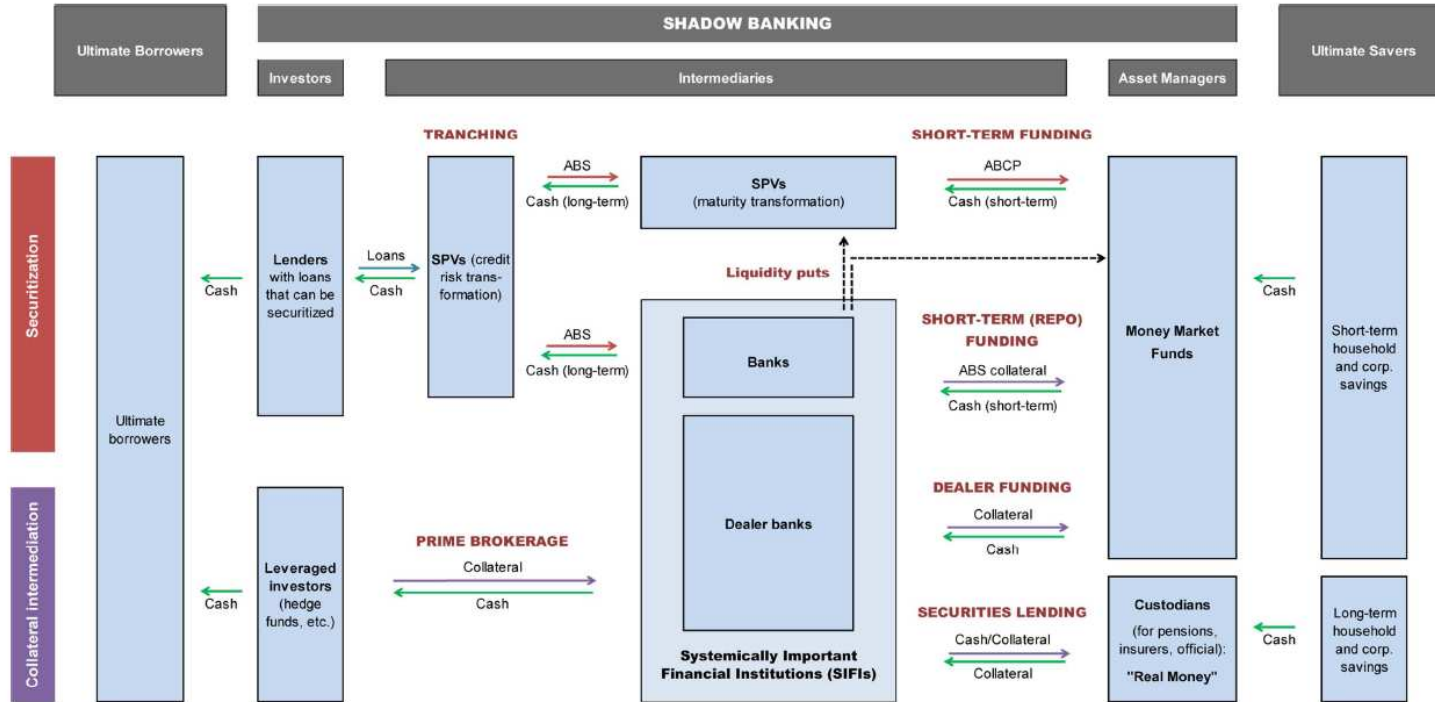 SHADOW BANKING
Ultimate Borrowers
Ultimate Savers
Investors
Intermediaries
Asset Managers
Securitization
Collateral intermediation
Ultimate
borrowers
Cash
Lenders
with loans
that can be
securitized
Loans
Cash
TRANCHING
SPVs (credit
risk trans-
formation)
ABS
Cash (long-term)
ABS
Cash (long-term)
SPVs
(maturity transformation)
Liquidity puts
Banks
Dealer banks
Systemically Important
Financial Institutions (SIFIs)
SHORT-TERM FUNDING
ABCP
Cash (short-term)
SHORT-TERM (REPO)
FUNDING
ABS collateral
Cash (short-term)
DEALER FUNDING
Collateral
Cash
SECURITIES LENDING
Cash/Collateral
Collateral
Money Market
Funds
Cash
Short-term
household
and corp.
savings
Cash
Leveraged
investors
(hedge
funds, etc.)
PRIME BROKERAGE
Collateral
Cash
Custodians
(for pensions,
insurers, official):
"Real Money"
Cash
Long-term
household
and corp.
savings